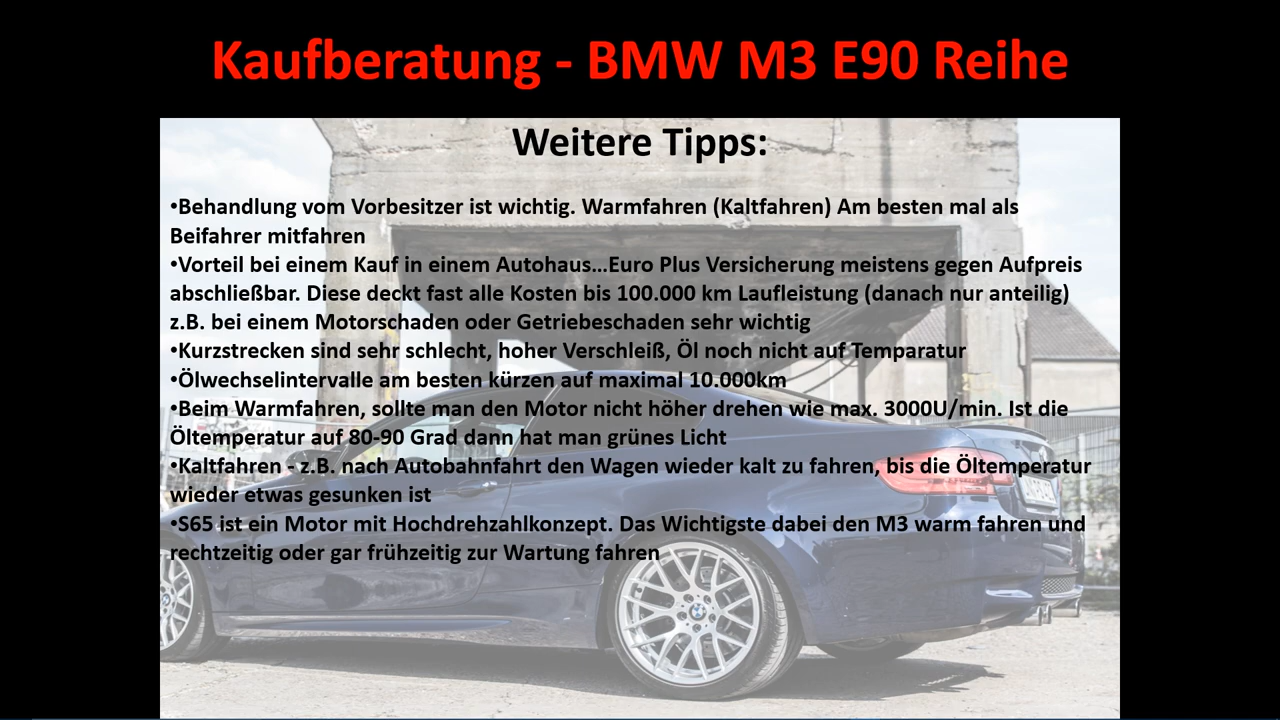 Kaufberatung - BMW M3 E90 Reihe
Weitere Tipps:
•Behandlung vom Vorbesitzer ist wichtig. Warmfahren (Kaltfahren) Am besten mal als
Beifahrer mitfahren
•Vorteil bei einem Kauf in einem Autohaus...Euro Plus Versicherung meistens gegen Aufpreis
abschließbar. Diese deckt fast alle Kosten bis 100.000 km Laufleistung (danach nur anteilig)
z.B. bei einem Motorschaden oder Getriebeschaden sehr wichtig
•Kurzstrecken sind sehr schlecht, hoher Verschleiß, Öl noch nicht auf Temparatur
•Ölwechselintervalle am besten kürzen auf maximal 10.000km
•Beim Warmfahren, sollte man den Motor nicht höher drehen wie max. 3000U/min. Ist die
Öltemperatur auf 80-90 Grad dann hat man grünes Licht
•Kaltfahren - z.B. nach Autobahnfahrt den Wagen wieder kalt zu fahren, bis die Öltemperatur
wieder etwas gesunken ist
•S65 ist ein Motor mit Hochdrehzahlkonzept. Das Wichtigste dabei den M3 warm fahren und
rechtzeitig oder gar frühzeitig zur Wartung fahren